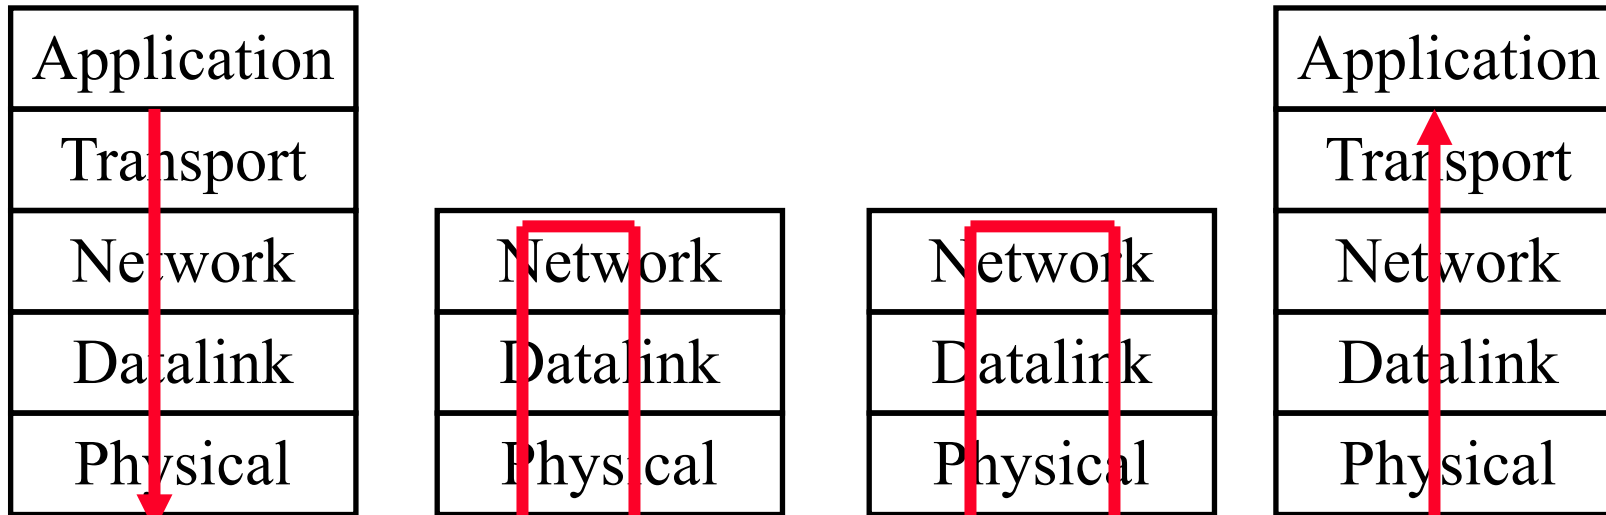 Application
Transport
Network
Datalink
Physical
Network
Datalink
Physical
Network
Datalink
Physical
Application
Transport
Network
Datalink
Physical